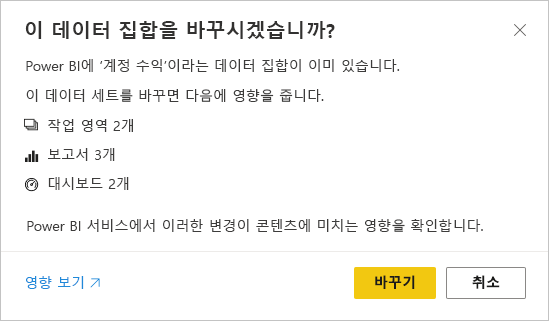 이 데이터 집합을 바꾸시겠습니까?
Power BI에 '계정 수익'이라는 데이터 집합이 이미 있습니다.
이 데이터 세트를 바꾸면 다음에 영향을 줍니다.
작업 영역 2개
보고서 3개
대시보드 2개
Power BI 서비스에서 이러한 변경이 콘텐츠에 미치는 영향을 확인합니다.
영향 보기 바꾸기 취소